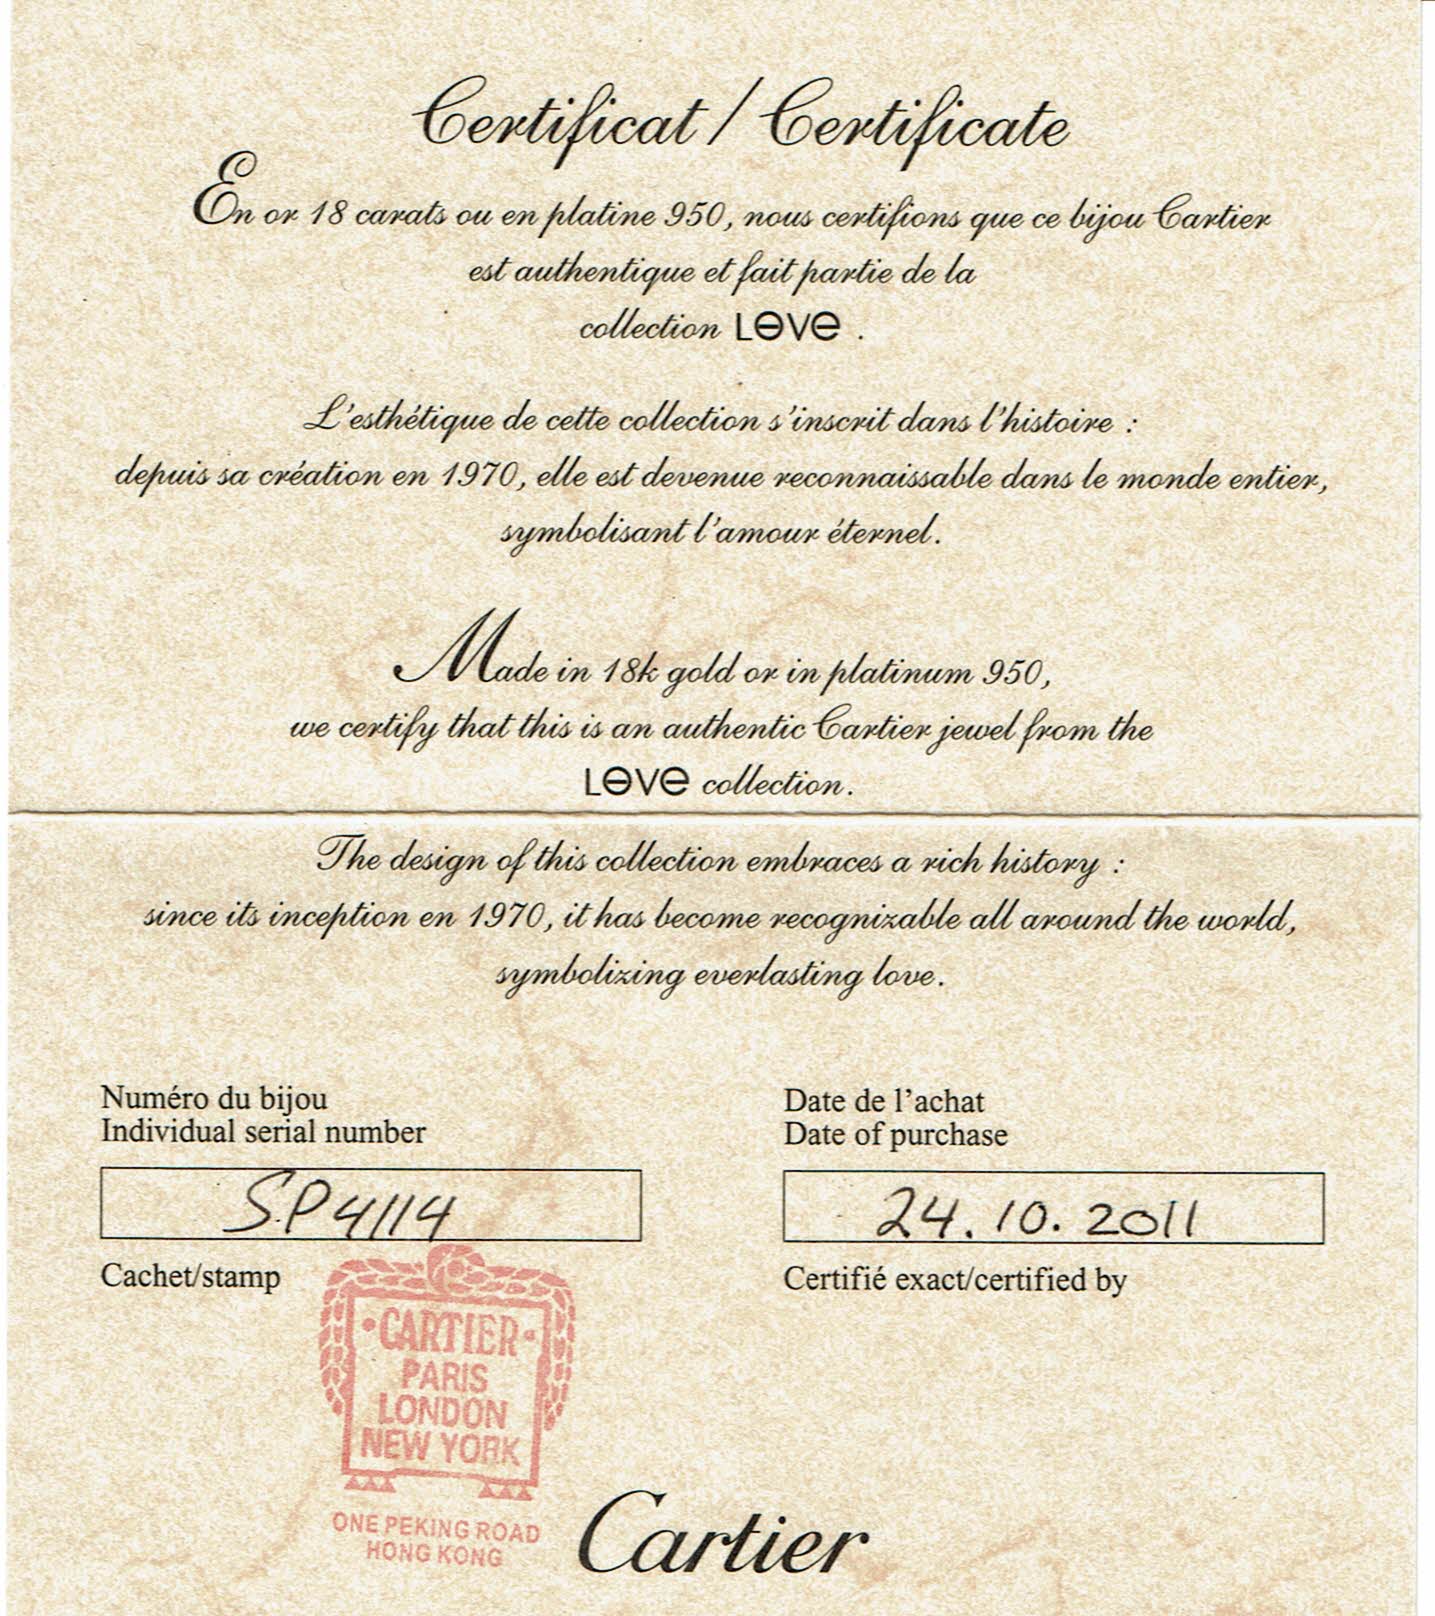 Certificat / Certificate
En or 18 carats ou en platine 950, nous certifions que ce bijou Cartier
est authentique et fait partie de la
collection LOVE .
L'esthétique de cette collection s'inscrit dans l'histoire :
depuis sa création en 1970, elle est devenue reconnaissable dans le monde entier,
symbolisant l'amour éternel.
Made in 18k gold or in platinum 950,
we certify that this is an authentic Cartier jewel from the
LOVE collection.
The design of this collection embraces a rich history :
since its inception en 1970, it has become recognizable all around the world,
symbolizing everlasting love.
Numéro du bijou
Individual serial number
SP4114
Date de l'achat
Date of purchase
24.10.2011
Cachet/stamp
Certifié exact/certified by
CARTIER
PARIS
LONDON
NEW YORK
ONE PEKING ROAD
HONG KONG
Cartier